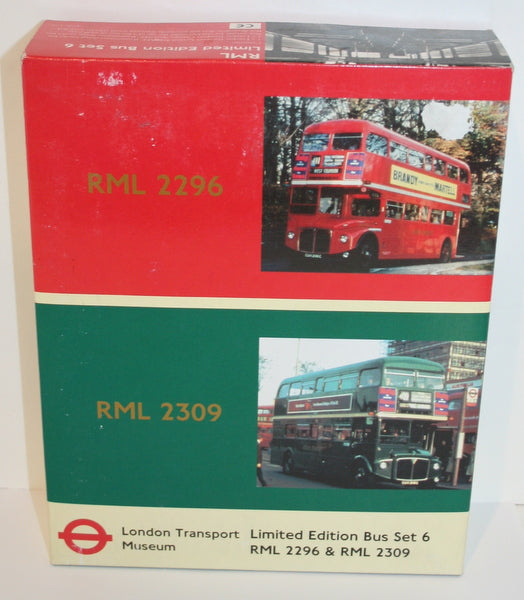 RML
Limited Edition Bus Set 6
CE
RML 2296
BRANDY MARTELL
RML 2309
London Transport
Museum
Limited Edition Bus Set 6
RML 2296 & RML 2309